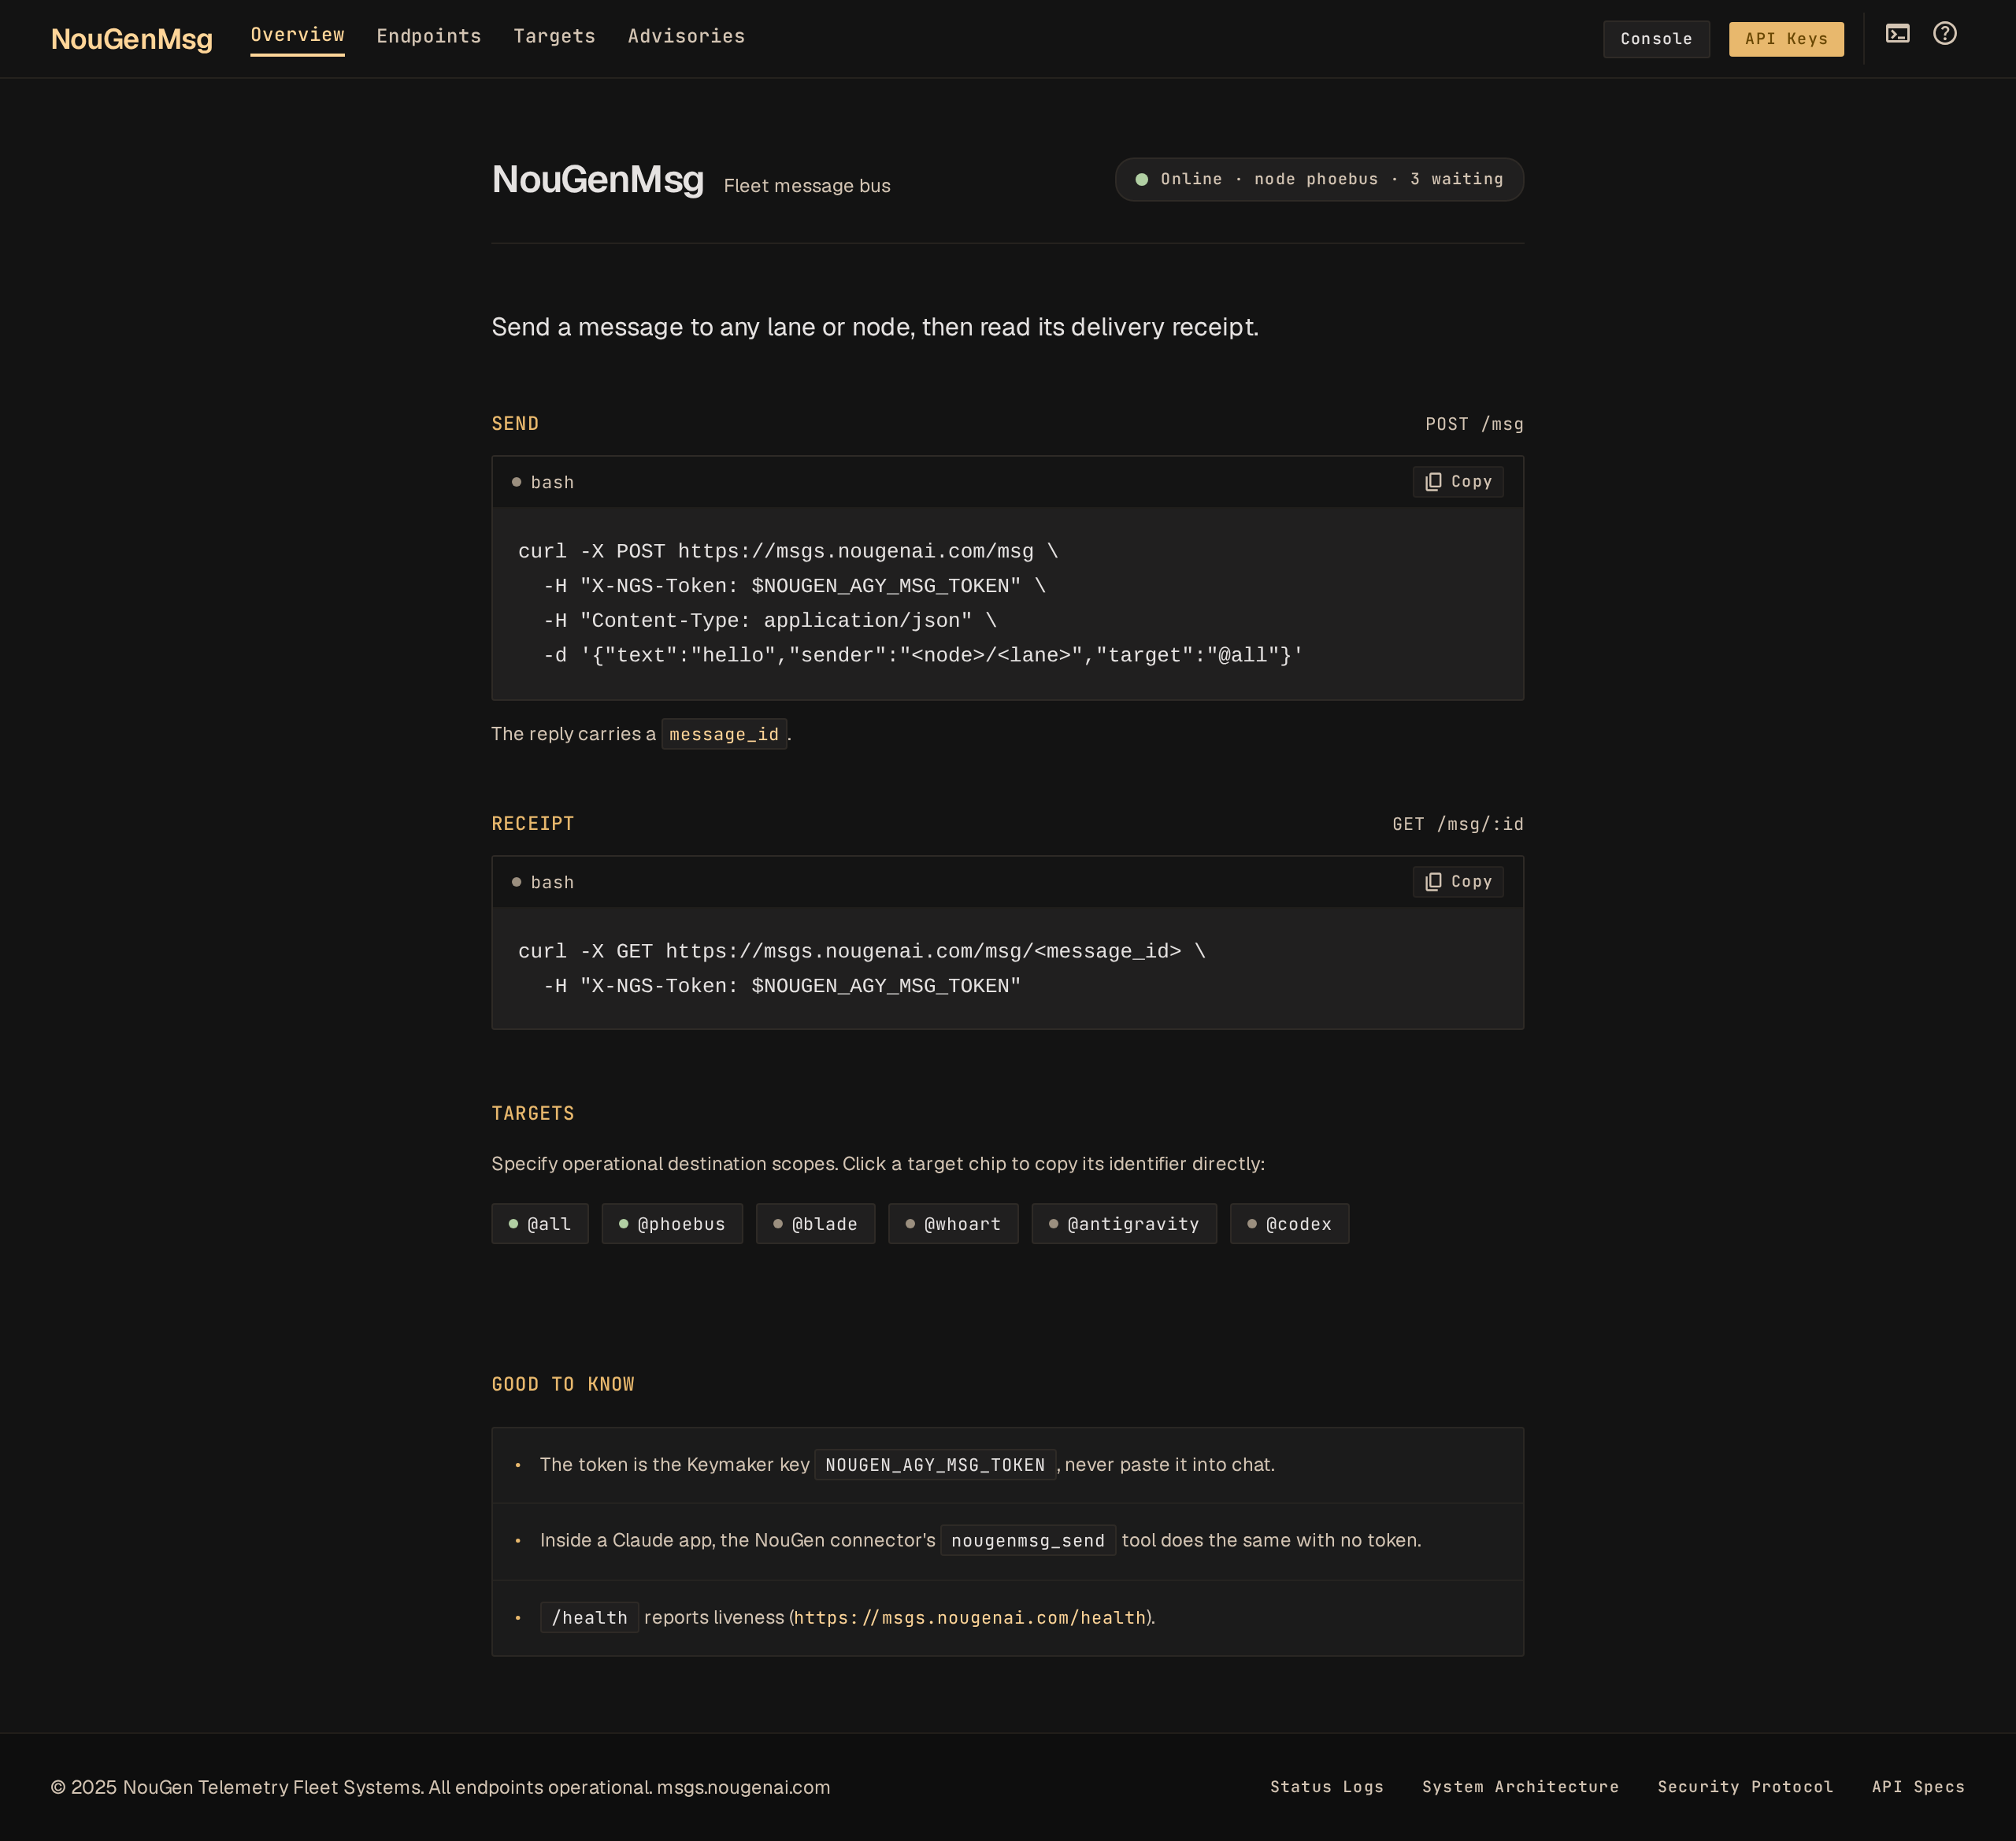 NouGenMsg Overview Endpoints Targets Advisories Console API Keys
NouGenMsg Fleet message bus Online · node phoebus · 3 waiting
Send a message to any lane or node, then read its delivery receipt.
SEND POST /msg
bash Copy
curl -X POST https://msgs.nougenai.com/msg \
  -H "X-NGS-Token: $NOUGEN_AGY_MSG_TOKEN" \
  -H "Content-Type: application/json" \
  -d '{"text":"hello","sender":"<node>/<lane>","target":"@all"}'
The reply carries a message_id.
RECEIPT GET /msg/:id
bash Copy
curl -X GET https://msgs.nougenai.com/msg/<message_id> \
  -H "X-NGS-Token: $NOUGEN_AGY_MSG_TOKEN"
TARGETS
Specify operational destination scopes. Click a target chip to copy its identifier directly:
@all @phoebus @blade @whoart @antigravity @codex
GOOD TO KNOW
• The token is the Keymaker key NOUGEN_AGY_MSG_TOKEN, never paste it into chat.
• Inside a Claude app, the NouGen connector's nougenmsg_send tool does the same with no token.
• /health reports liveness (https://msgs.nougenai.com/health).
© 2025 NouGen Telemetry Fleet Systems. All endpoints operational. msgs.nougenai.com Status Logs System Architecture Security Protocol API Specs